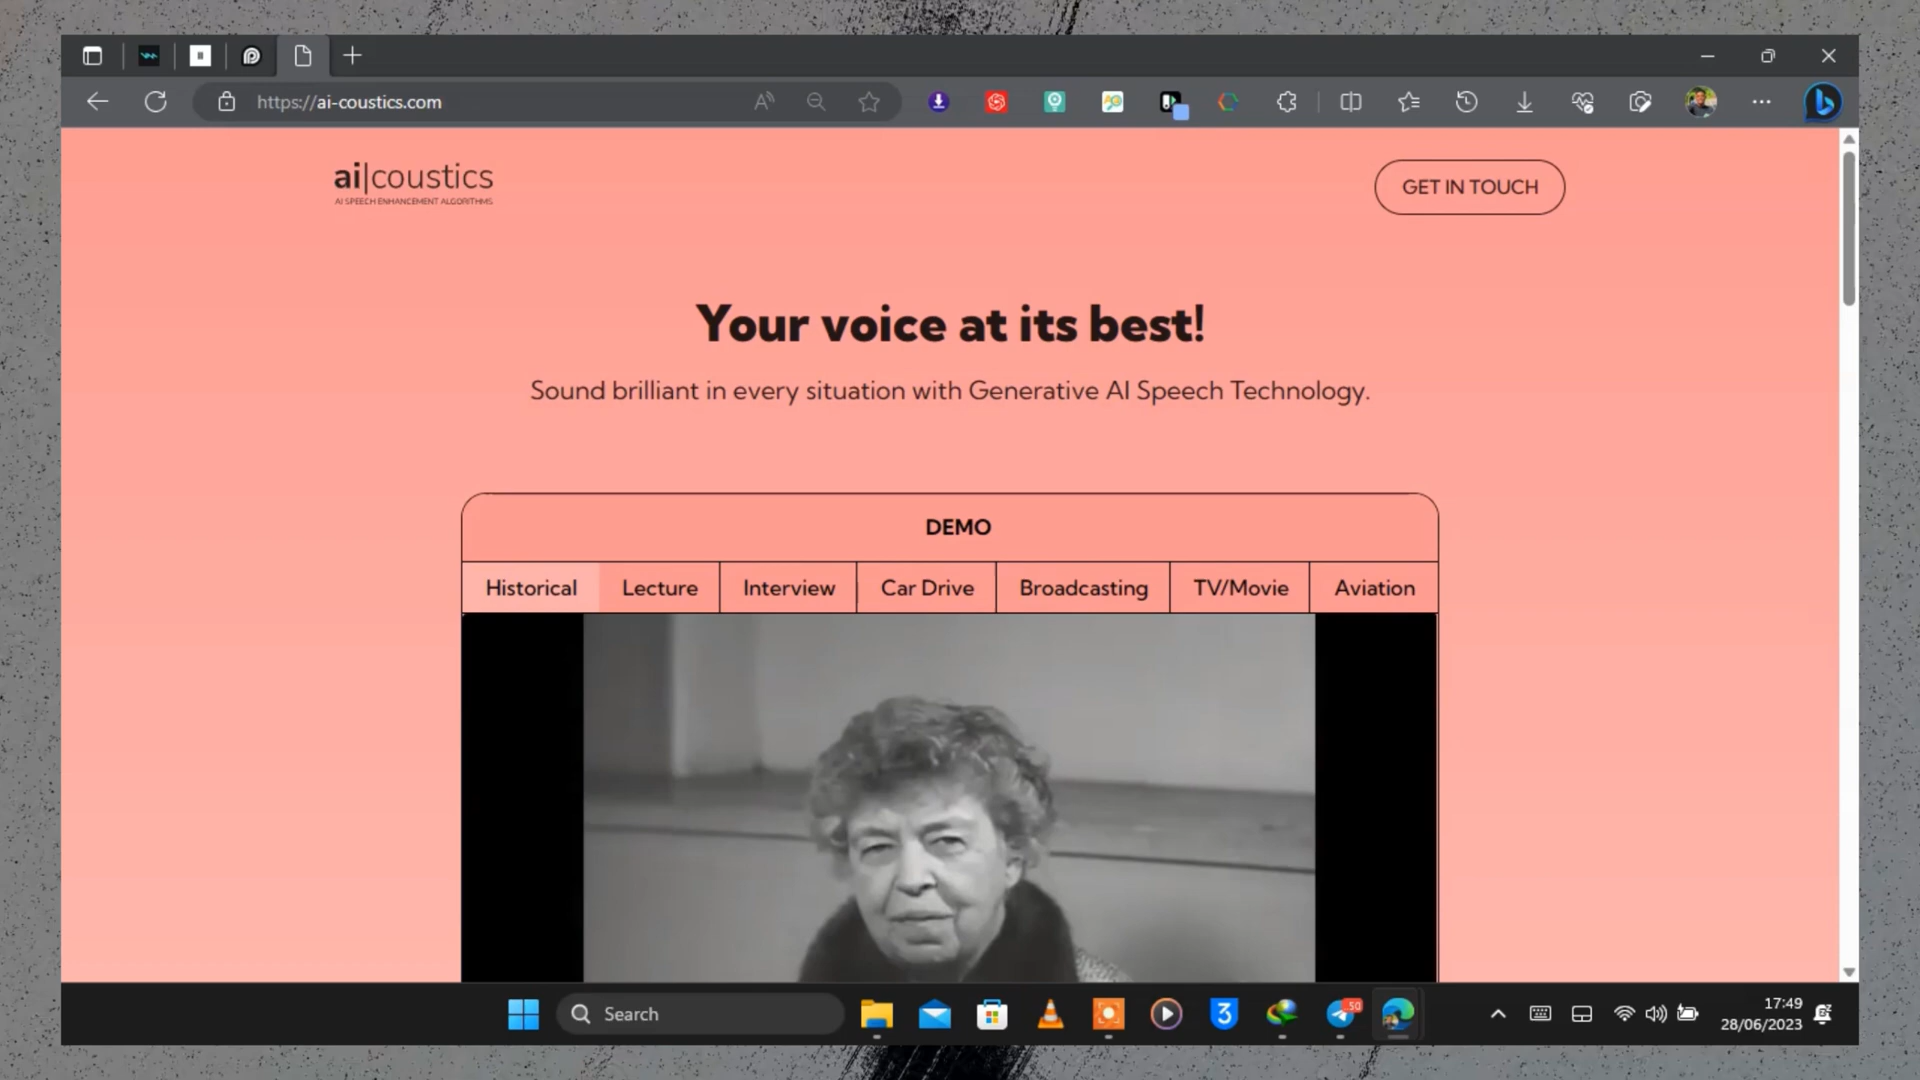 https://ai-coustics.com
ai|coustics
AI SPEECH ENHANCEMENT ALGORITHMS
GET IN TOUCH
Your voice at its best!
Sound brilliant in every situation with Generative AI Speech Technology.
DEMO
Historical Lecture Interview Car Drive Broadcasting TV/Movie Aviation
Search
3
50
17:49
28/06/2023